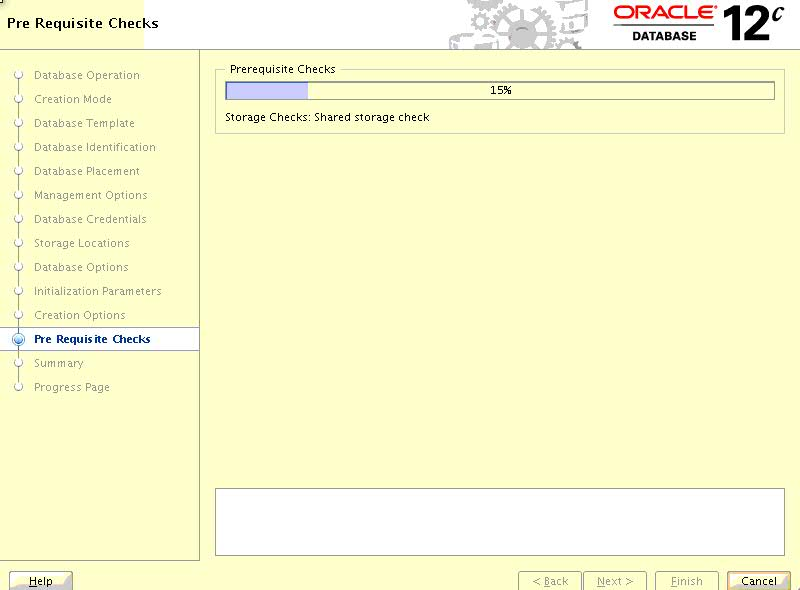 Pre Requisite Checks
ORACLE®
DATABASE
12c
Database Operation
Creation Mode
Database Template
Database Identification
Database Placement
Management Options
Database Credentials
Storage Locations
Database Options
Initialization Parameters
Creation Options
Pre Requisite Checks
Summary
Progress Page
Prerequisite Checks
15%
Storage Checks: Shared storage check
Help
< Back
Next >
Finish
Cancel